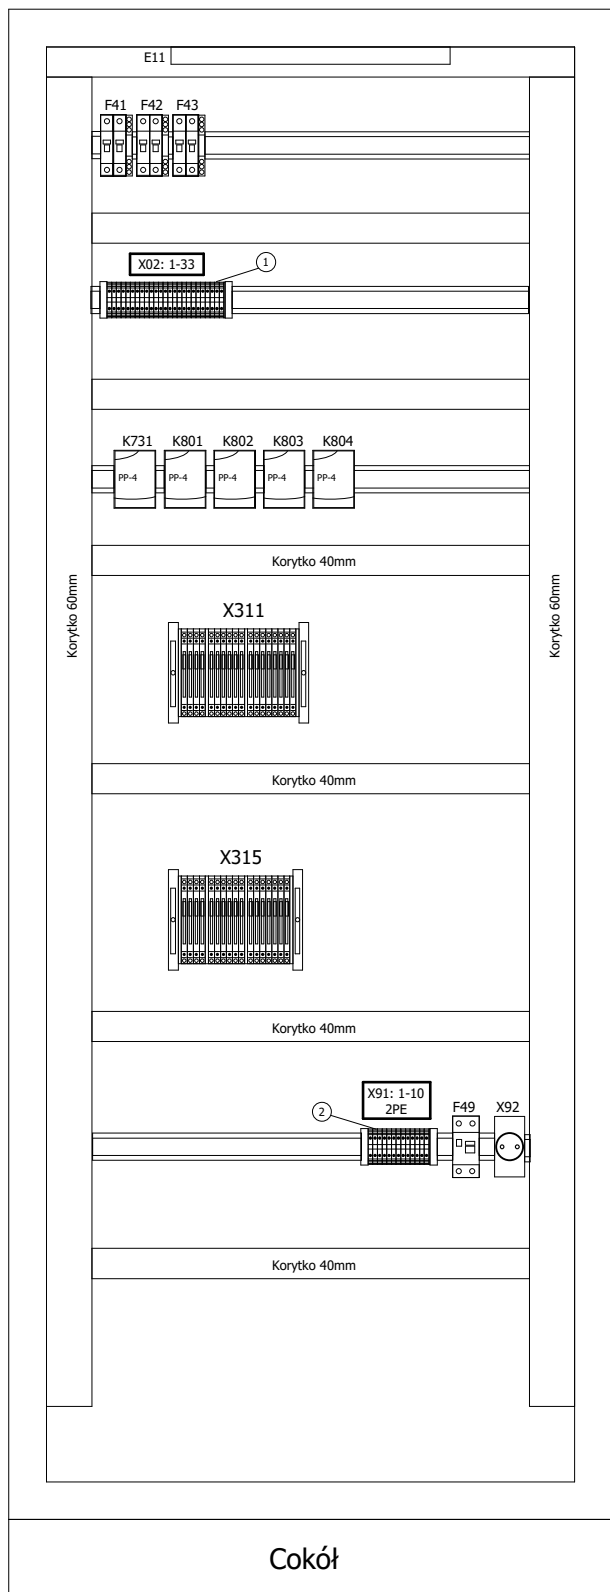 E11
F41 F42 F43
X02: 1-33
1
K731 K801 K802 K803 K804
PP-4 PP-4 PP-4 PP-4 PP-4
Korytko 40mm
Korytko 60mm
Korytko 60mm
X311
Korytko 40mm
X315
Korytko 40mm
X91: 1-10
2PE
2
F49 X92
Korytko 40mm
Cokół